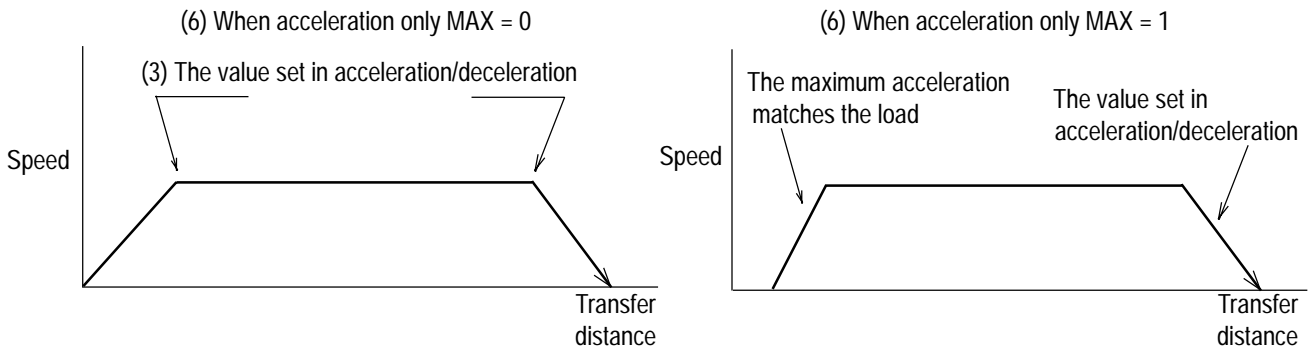 (6) When acceleration only MAX = 0
(3) The value set in acceleration/deceleration
Speed
Transfer
distance
(6) When acceleration only MAX = 1
The maximum acceleration
matches the load
The value set in
acceleration/deceleration
Speed
Transfer
distance